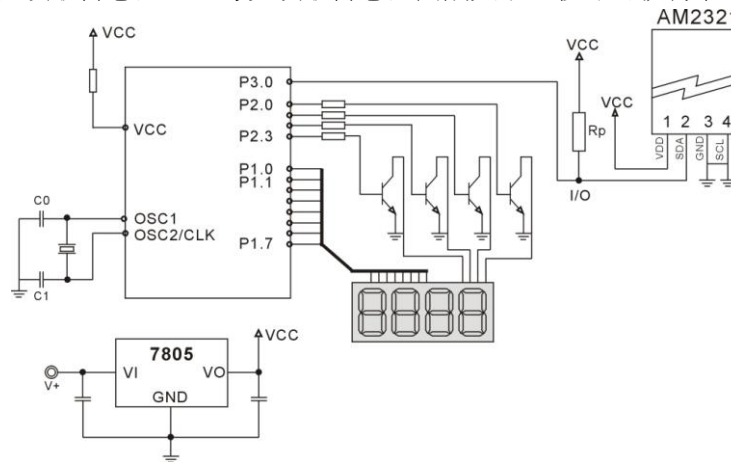 AM232
VCC
VCC
P3.0
P2.0
VCC
VCC
P2.3
Rp
1 2 3 4
VDD
SDA
GND
SCL
P1.0
P1.1
I/O
C0
OSC1
OSC2/CLK
P1.7
C1
VCC
7805
V+
VI
VO
GND